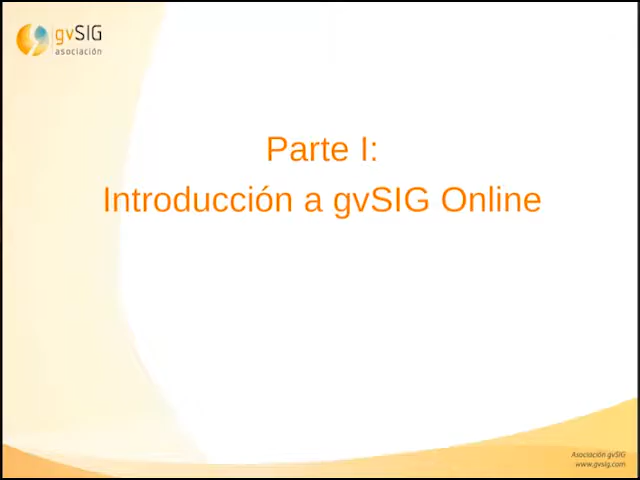 gvSIG
asociación
Parte I:
Introducción a gvSIG Online
Asociación gvSIG
www.gvsig.com